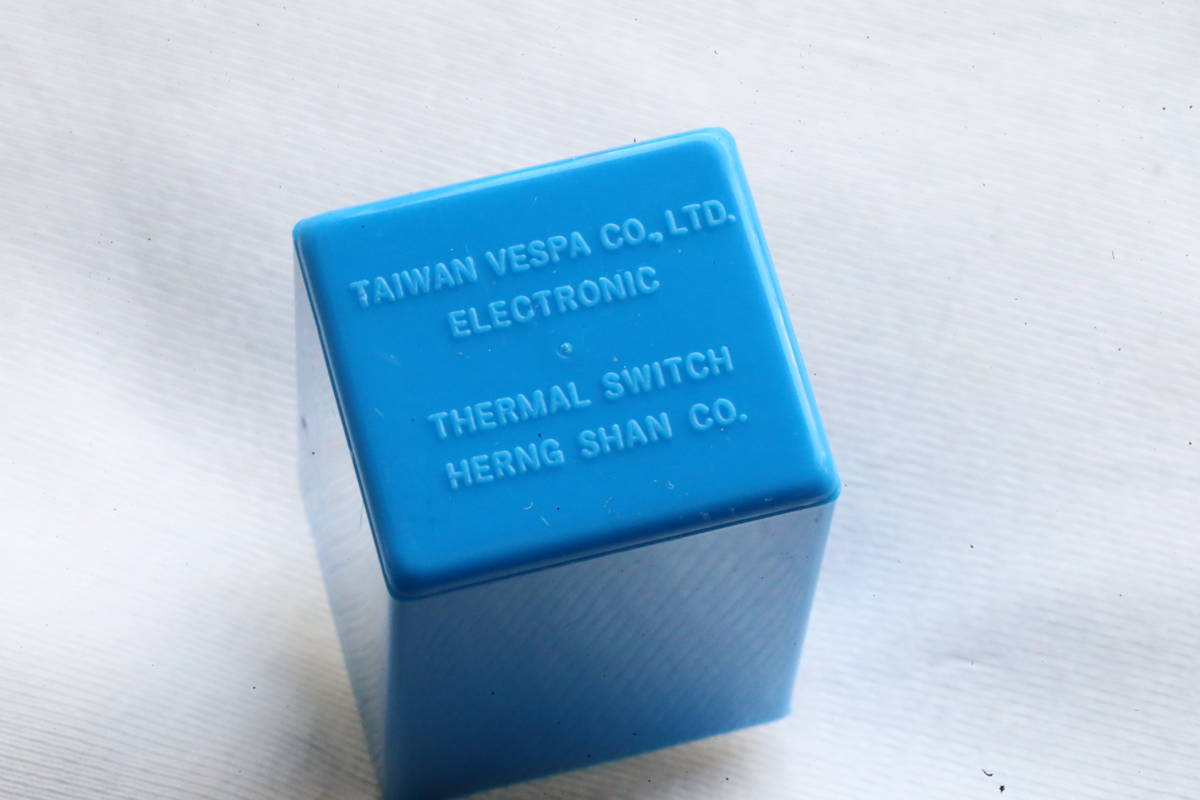 TAIWAN VESPA CO., LTD.
ELECTRONIC
THERMAL SWITCH
HERNG SHAN CO.